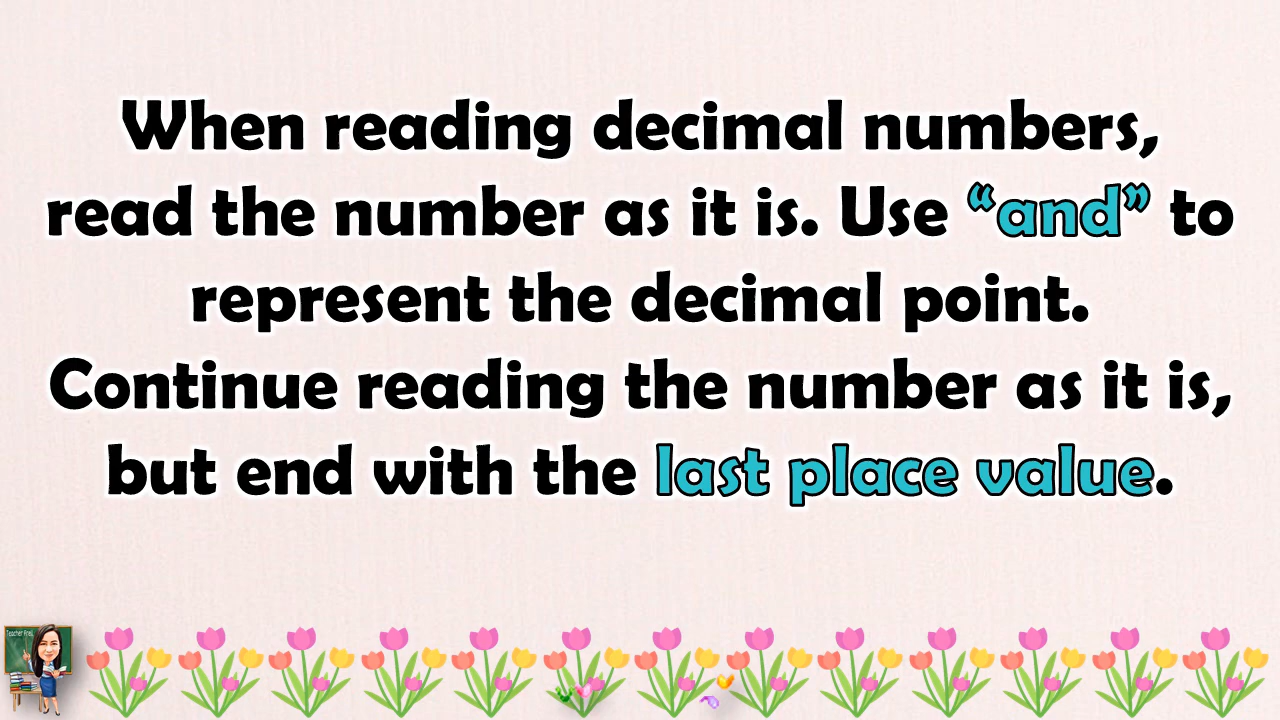 When reading decimal numbers,
read the number as it is. Use “and” to
represent the decimal point.
Continue reading the number as it is,
but end with the last place value.